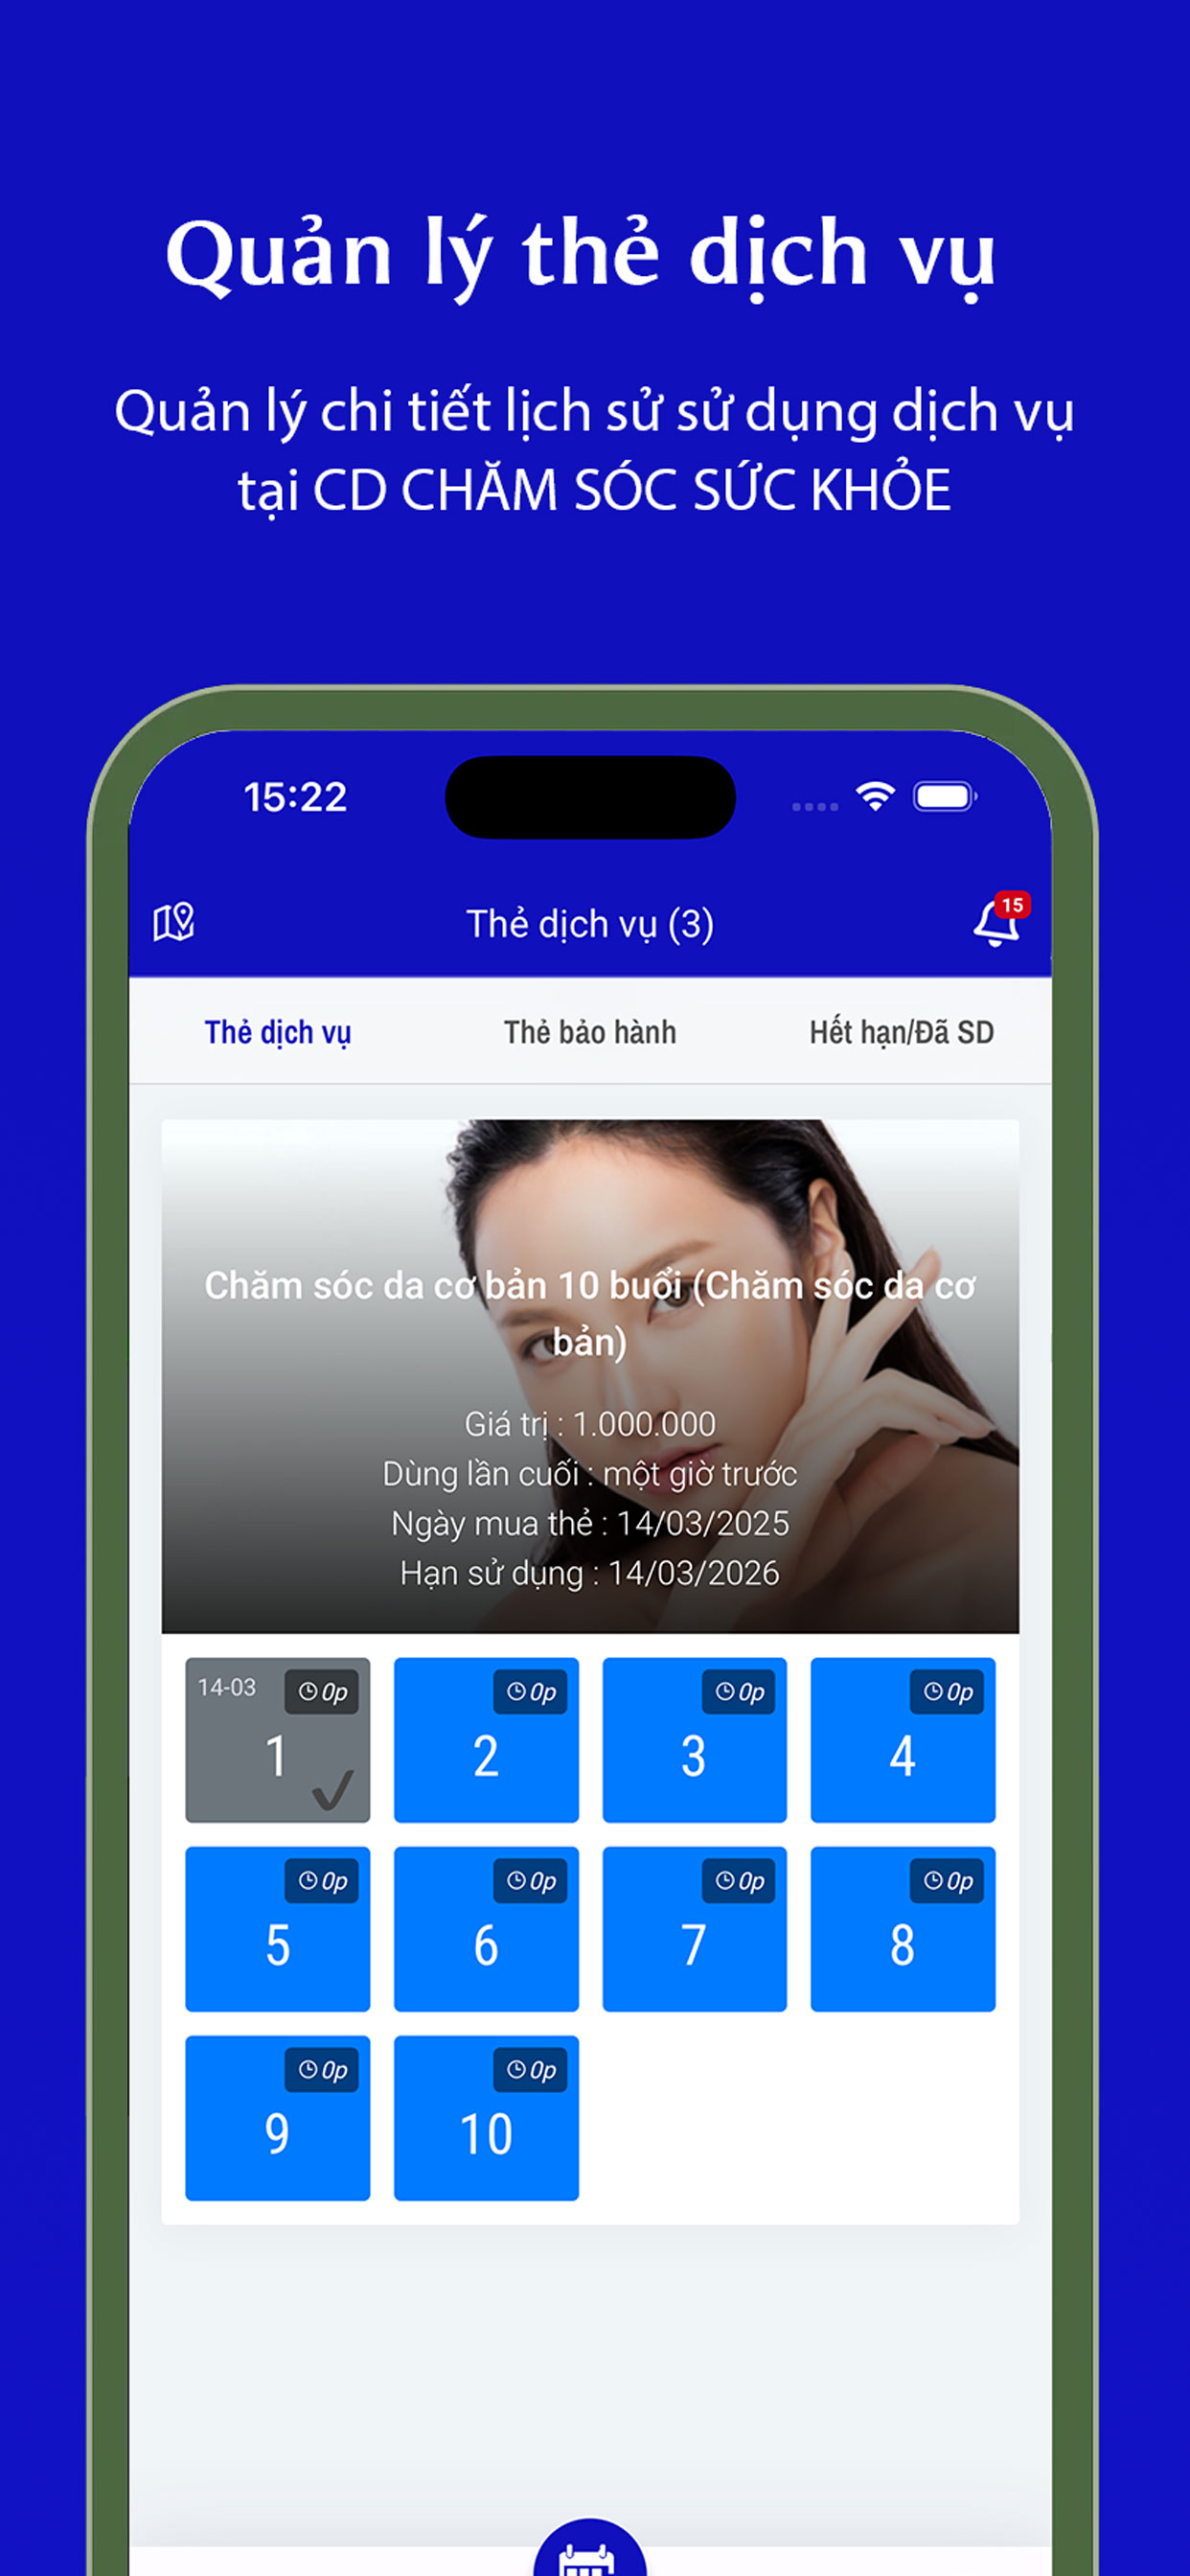 Quản lý thẻ dịch vụ
Quản lý chi tiết lịch sử sử dụng dịch vụ
tại CD CHĂM SÓC SỨC KHỎE
15:22
Thẻ dịch vụ (3)
15
Thẻ dịch vụ
Thẻ bảo hành
Hết hạn/Đã SD
Chăm sóc da cơ bản 10 buổi (Chăm sóc da cơ
bản)
Giá trị : 1.000.000
Dùng lần cuối : một giờ trước
Ngày mua thẻ : 14/03/2025
Hạn sử dụng : 14/03/2026
14-03
0p
1
0p
2
0p
3
0p
4
0p
5
0p
6
0p
7
0p
8
0p
9
0p
10